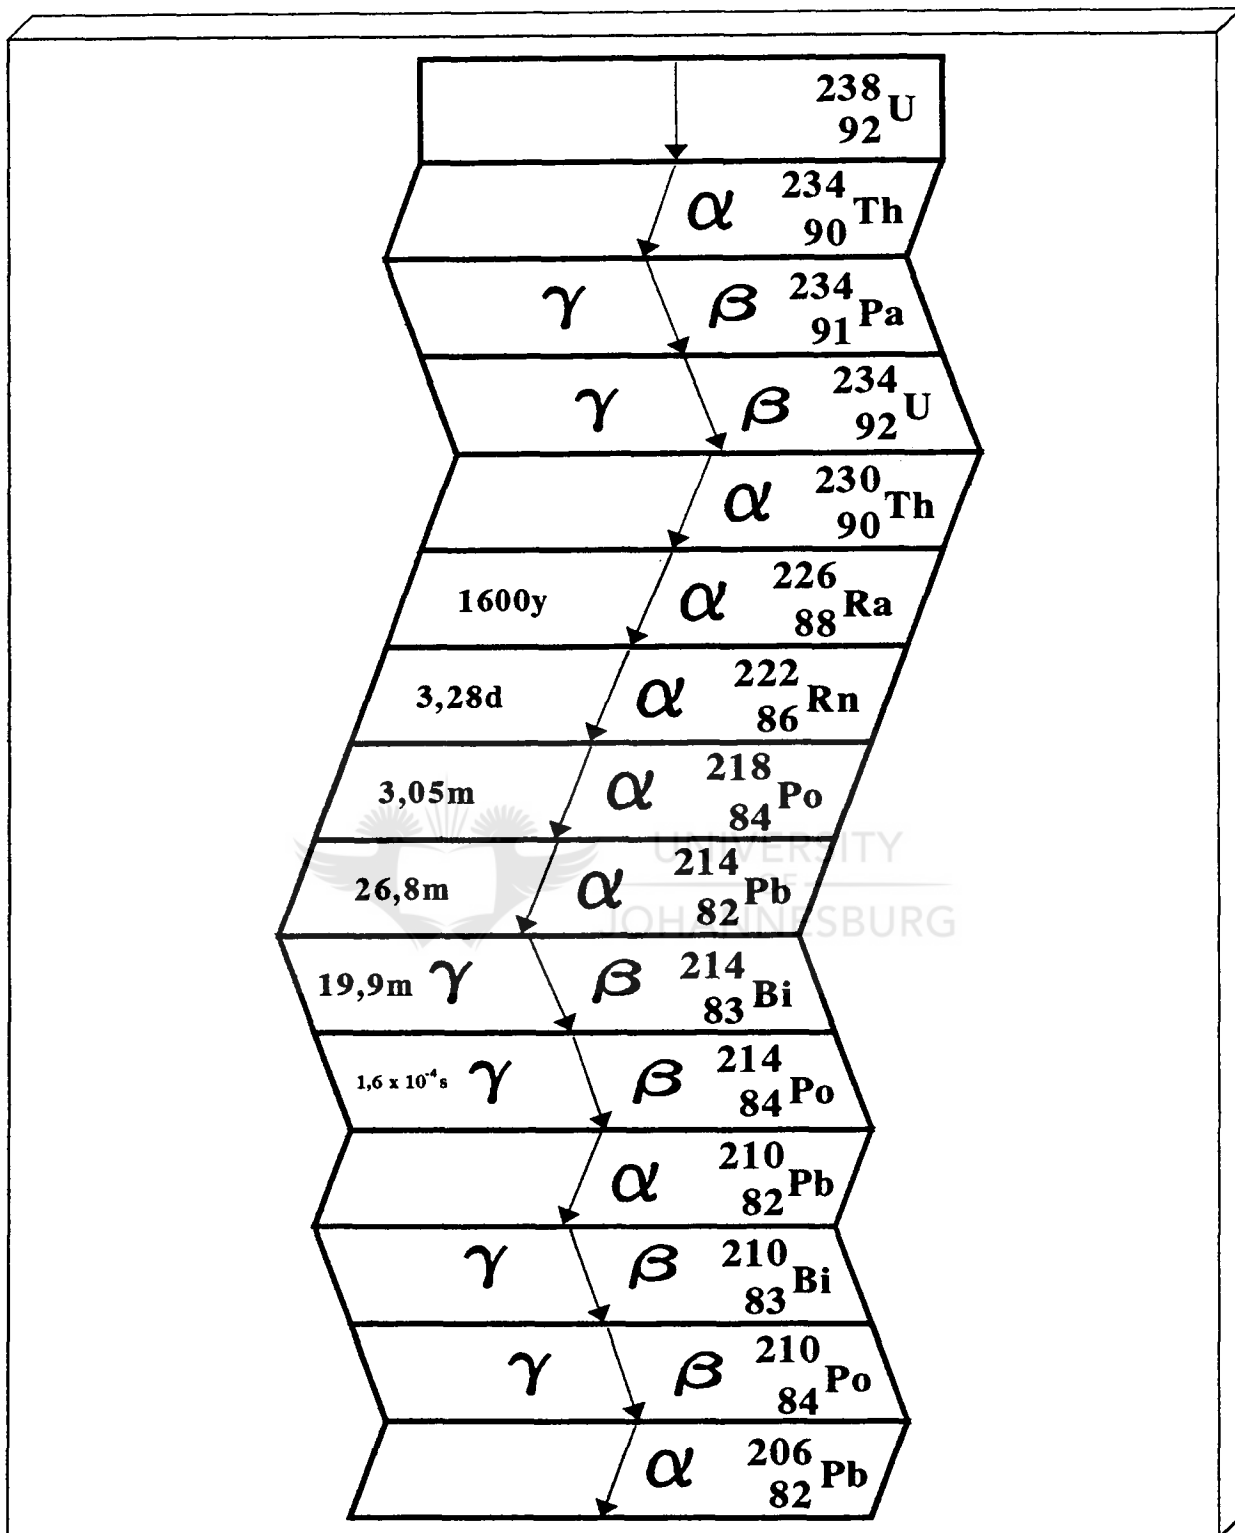 238
92 U
α 234
90 Th
γ β 234
91 Pa
γ β 234
92 U
α 230
90 Th
1600y α 226
88 Ra
3,28d α 222
86 Rn
3,05m α 218
84 Po
UNIVERSITY
26,8m α 214
82 Pb
OF
JOHANNESBURG
19,9m γ β 214
83 Bi
1,6 x 10⁻⁴s γ β 214
84 Po
α 210
82 Pb
γ β 210
83 Bi
γ β 210
84 Po
α 206
82 Pb